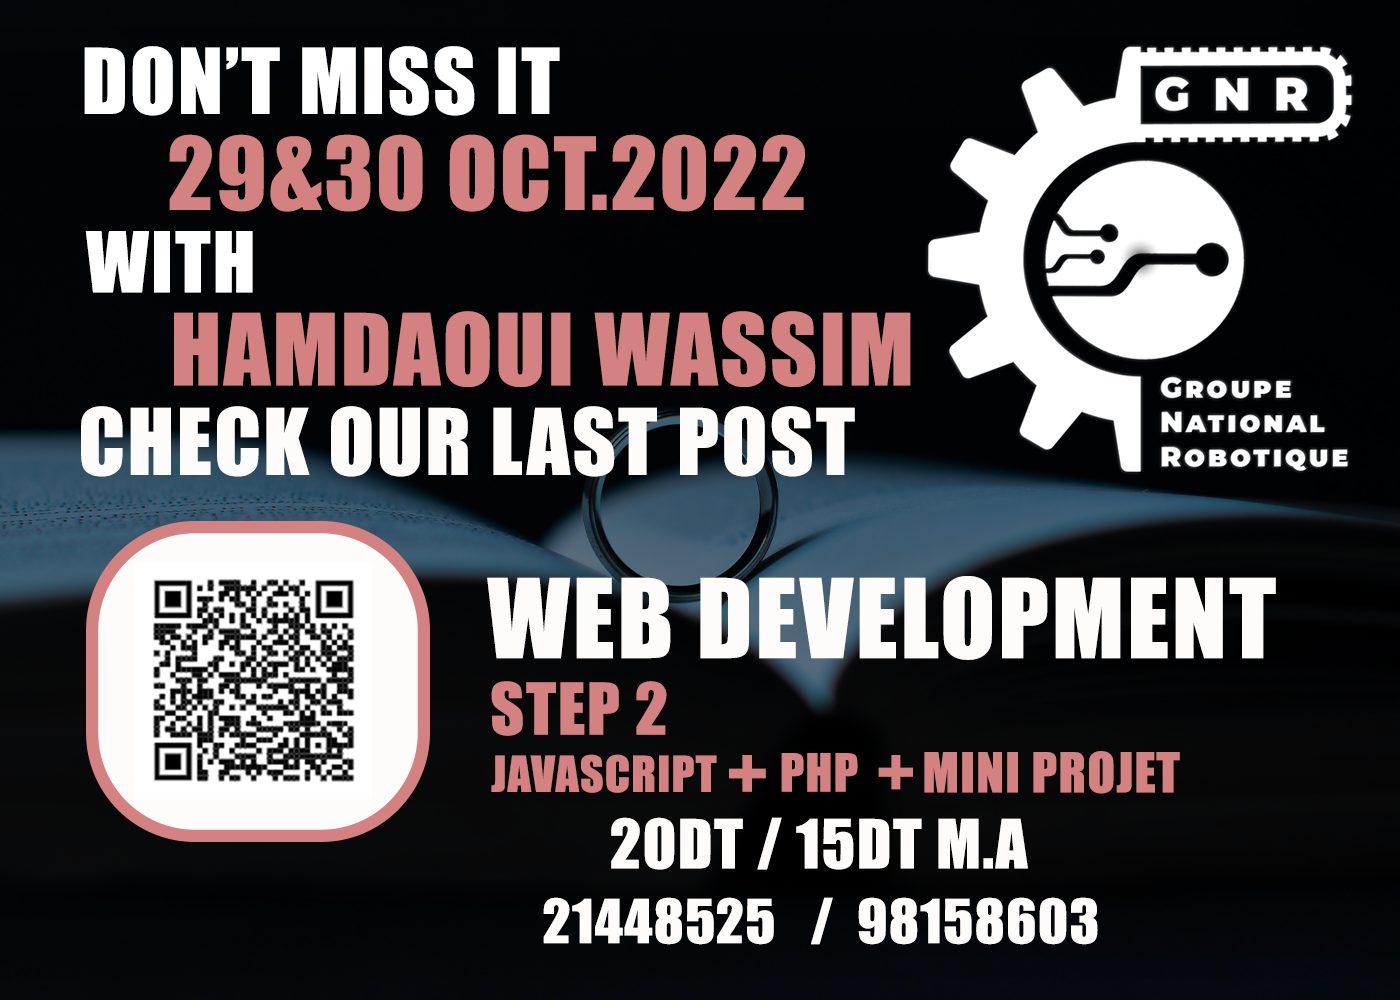 DON'T MISS IT
29&30 OCT.2022
WITH
HAMDAOUI WASSIM
CHECK OUR LAST POST
GNR
GROUPE
NATIONAL
ROBOTIQUE
WEB DEVELOPMENT
STEP 2
JAVASCRIPT + PHP + MINI PROJET
20DT / 15DT M.A
21448525 / 98158603